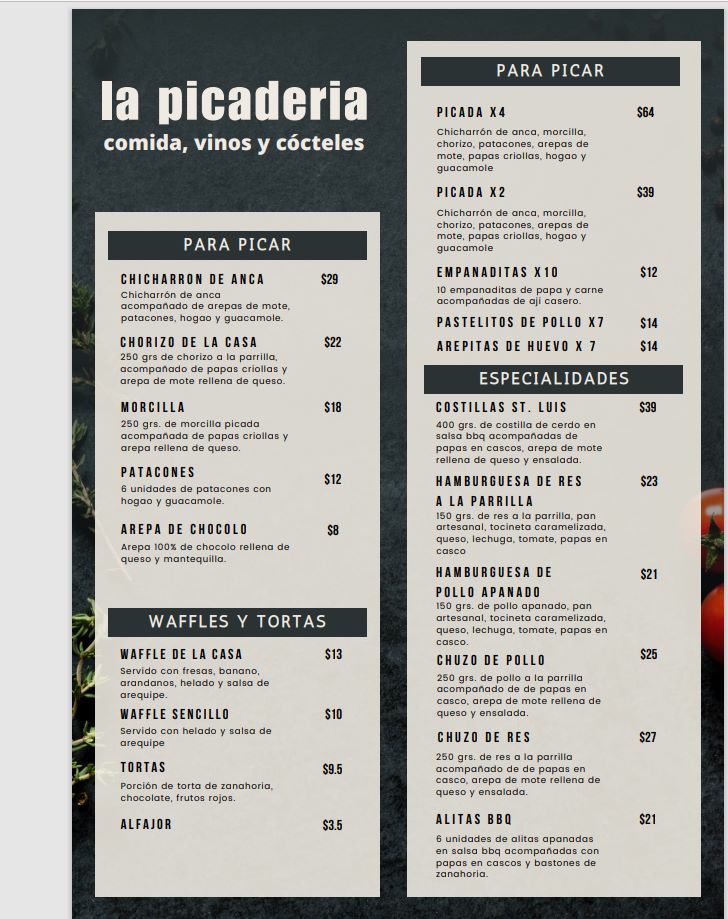 la picaderia
comida, vinos y cócteles
PARA PICAR
CHICHARRON DE ANCA $29
Chicharrón de anca
acompañado de arepas de mote,
patacones, hogao y guacamole.
CHORIZO DE LA CASA $22
250 grs de chorizo a la parrilla,
acompañado de papas criollas y
arepa de mote rellena de queso.
MORCILLA $18
250 grs. de morcilla picada
acompañada de papas criollas y
arepa rellena de queso.
PATACONES $12
6 unidades de patacones con
hogao y guacamole.
AREPA DE CHOCOLO $8
Arepa 100% de chocolo rellena de
queso y mantequilla.
WAFFLES Y TORTAS
WAFFLE DE LA CASA $13
Servido con fresas, banano,
arandanos, helado y salsa de
arequipe.
WAFFLE SENCILLO $10
Servido con helado y salsa de
arequipe
TORTAS $9.5
Porción de torta de zanahoria,
chocolate, frutos rojos.
ALFAJOR $3.5
PARA PICAR
PICADA X4 $64
Chicharrón de anca, morcilla,
chorizo, patacones, arepas de
mote, papas criollas, hogao y
guacamole
PICADA X2 $39
Chicharrón de anca, morcilla,
chorizo, patacones, arepas de
mote, papas criollas, hogao y
guacamole
EMPANADITAS X10 $12
10 empanaditas de papa y carne
acompañadas de ají casero.
PASTELITOS DE POLLO X7 $14
AREPITAS DE HUEVO X 7 $14
ESPECIALIDADES
COSTILLAS ST. LUIS $39
400 grs. de costilla de cerdo en
salsa bbq acompañadas de
papas en cascos, arepa de mote
rellena de queso y ensalada.
HAMBURGUESA DE RES $23
A LA PARRILLA
150 grs. de res a la parrilla, pan
artesanal, tocineta caramelizada,
queso, lechuga, tomate, papas en
casco
HAMBURGUESA DE $21
POLLO APANADO
150 grs. de pollo apanado, pan
artesanal, tocineta caramelizada,
queso, lechuga, tomate, papas en
casco.
CHUZO DE POLLO $25
250 grs. de pollo a la parrilla
acompañado de de papas en
casco, arepa de mote rellena de
queso y ensalada.
CHUZO DE RES $27
250 grs. de res a la parrilla
acompañado de de papas en
casco, arepa de mote rellena de
queso y ensalada.
ALITAS BBQ $21
6 unidades de alitas apanadas
en salsa bbq acompañadas con
papas en cascos y bastones de
zanahoria.